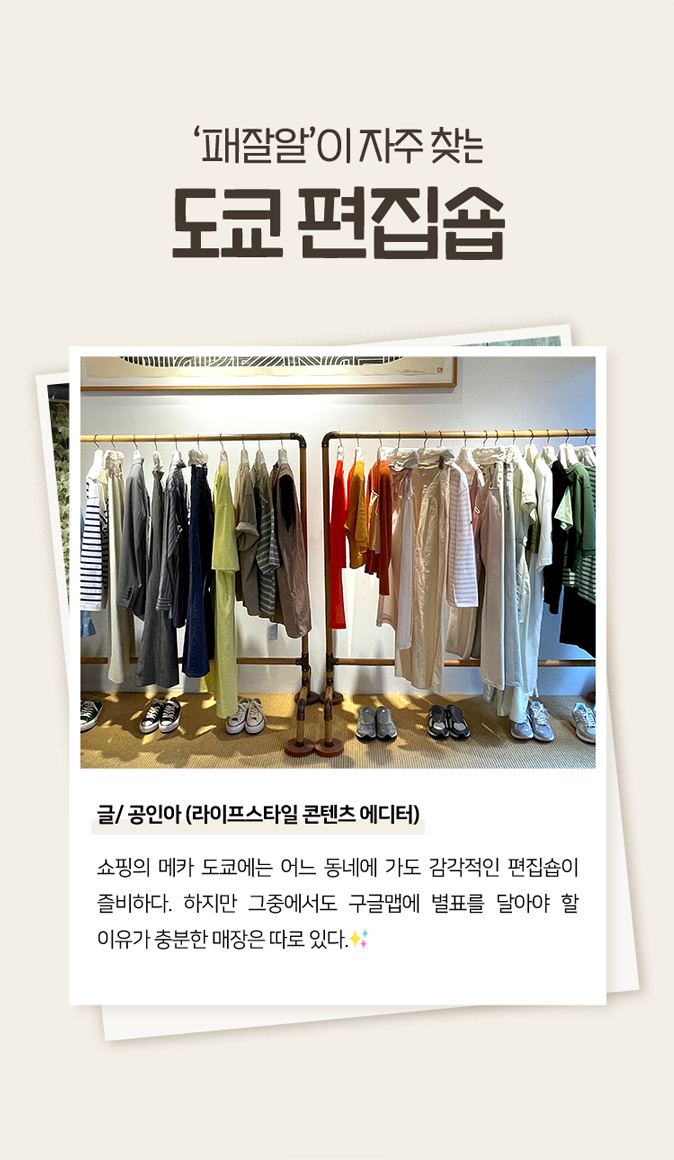 ‘패잘알’이 자주 찾는
도쿄 편집숍
글/ 공인아 (라이프스타일 콘텐츠 에디터)
쇼핑의 메카 도쿄에는 어느 동네에 가도 감각적인 편집숍이
즐비하다. 하지만 그중에서도 구글맵에 별표를 달아야 할
이유가 충분한 매장은 따로 있다.✨